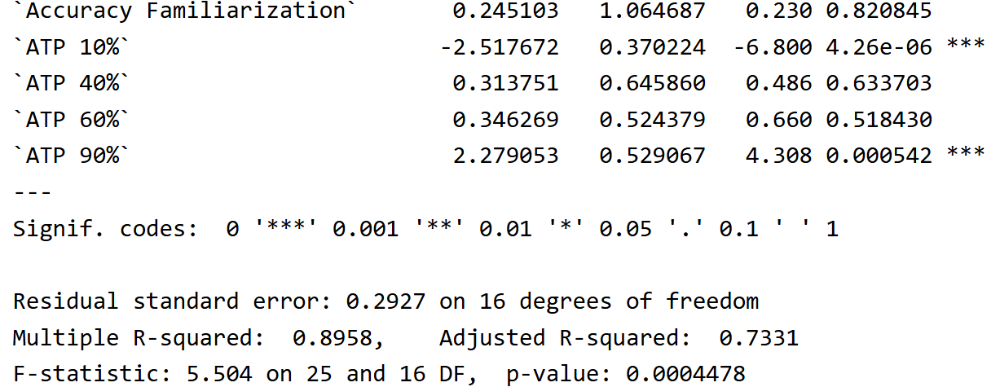 `Accuracy Familiarization` 0.245103 1.064687 0.230 0.820845
`ATP 10%` -2.517672 0.370224 -6.800 4.26e-06 ***
`ATP 40%` 0.313751 0.645860 0.486 0.633703
`ATP 60%` 0.346269 0.524379 0.660 0.518430
`ATP 90%` 2.279053 0.529067 4.308 0.000542 ***
---
Signif. codes: 0 '***' 0.001 '**' 0.01 '*' 0.05 '.' 0.1 ' ' 1
Residual standard error: 0.2927 on 16 degrees of freedom
Multiple R-squared: 0.8958, Adjusted R-squared: 0.7331
F-statistic: 5.504 on 25 and 16 DF, p-value: 0.0004478